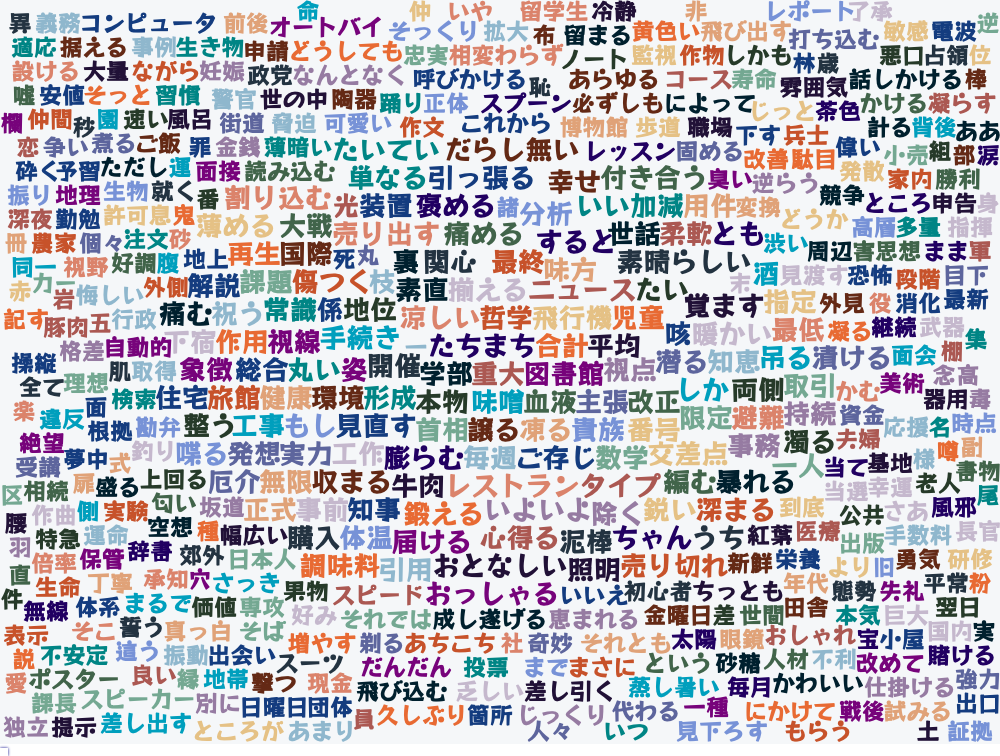 命 仲 いや 留学生 冷静 非 レポート 了承
異 義務 コンピュータ 前後 オートバイ そっくり 拡大 布 留まる 黄色い 飛び出す 打ち込む 敏感 電波 逆
適応 据える 事例 生き物 申請 どうしても 忠実 相変わらず ノート 監視 作物 しかも 林 歳 悪口 占領 位
設ける 大量 ながら 妊娠 政党 なんとなく 呼びかける 恥 あらゆる コース 寿命 雰囲気 話しかける 棒
嘘 安値 そっと 習慣 警官 世の中 陶器 踊り 正体 スプーン 必ずしも によって じっと 茶色 かける 凝らす
欄 仲間 秒 園 速い 風呂 街道 脅迫 可愛い 作文 これから 博物館 歩道 職場 下す 兵士 計る 背後 ああ
恋 争い 煮る ご飯 罪 金銭 薄暗い たいてい だらし無い レッスン 固める 改善 駄目 偉い 小売 組 部 涙
砕く 予習 ただし 運 面接 読み込む 単なる 引っ張る 幸せ 付き合う 臭い 逆らう 発散 家内 勝利
振り 地理 生物 就く 番 割り込む 光 装置 褒める 諸 分析 いい加減 用件 変換 どうか 競争 ところ 申告 身
深夜 勤勉 許可 息 鬼 薄める 大戦 売り出す 痛める すると 世話 柔軟 とも 渋い 高層 多量 指揮
冊 農家 個々 注文 砂 再生 国際 死 丸 裏 関心 最終 味方 素晴らしい 周辺 害 思想 まま 軍
同一 視野 好調 腹 地上 解説 課題 傷つく 枝 素直 揃える ニュース たい 末 酒 見渡す 恐怖 段階 目下
赤 力 岩 悔しい 外側 痛む 祝う 常識 係 地位 涼しい 哲学 飛行機 児童 覚ます 指定 外見 役 消化 最新
記す 豚肉 五 行政 下宿 作用 視線 手続き 一 たちまち 合計 平均 咳 暖かい 最低 凝る 継続 武器 集
格差 自動的 操縦 肌 取得 象徴 総合 丸い 姿 開催 学部 重大 図書館 視点 潜る 知恵 吊る 漬ける 面会 棚
全て 理想 検索 住宅 旅館 健康 環境 形成 本物 味噌 血液 主張 改正 しか 両側 取引 かむ 美術 念 高 器用 毒
楽 違反 面 根拠 勘弁 整う 工事 もし 見直す 首相 譲る 凍る 貴族 番号 限定 避難 持続 資金 応援 名 時点
絶望 受講 夢中 式 釣り 喋る 発想 実力 工作 膨らむ 毎週 ご存じ 数学 交差点 事務 濁る 夫婦 噂 副
区 相続 扉 盛る 上回る 厄介 無限 収まる 牛肉 レストラン タイプ 編む 暴れる 一人 当て 基地 様 書物
腰 作曲 側 実験 匂い 坂道 正式 事前 知事 鍛える いよいよ 除く 鋭い 深まる 到底 当選 幸運 老人 尾
羽 特急 運命 空想 種 幅広い 購入 体温 届ける 心得る 泥棒 ちゃん うち 紅葉 医療 公共 さあ 風邪
倍率 保管 辞書 郊外 日本人 調味料 引用 おとなしい 照明 売り切れ 新鮮 栄養 出版 手数料 長官
直 生命 丁寧 承知 穴 さっき 果物 スピード おっしゃる いいえ 初心者 ちっとも 年代 より 旧 勇気 研修
件 無線 体系 まるで 価値 専攻 好み それでは 成し遂げる 恵まれる 金曜日 差 世間 田舎 態勢 失礼 平常 粉
表示 そこ 誓う 真っ白 そば 増やす 剃る あちこち 社 奇妙 それとも 太陽 眼鏡 おしゃれ 本気 巨大 翌日
説 不安定 違う 振動 出会い スーツ だんだん 投票 まで まさに という 砂糖 人材 不利 宝 小屋 国内 実
愛 ポスター 良い 緑 地帯 撃つ 現金 飛び込む 乏しい 差し引く 蒸し暑い 毎月 かわいい 改めて 賭ける
課長 スピーカー 別に 日曜日 団体 員 久しぶり 箇所 じっくり 代わる 一種 にかけて 戦後 仕掛ける 試みる 強力 出口
独立 提示 差し出す ところが あまり 人々 いつ 見下ろす もらう 土 証拠